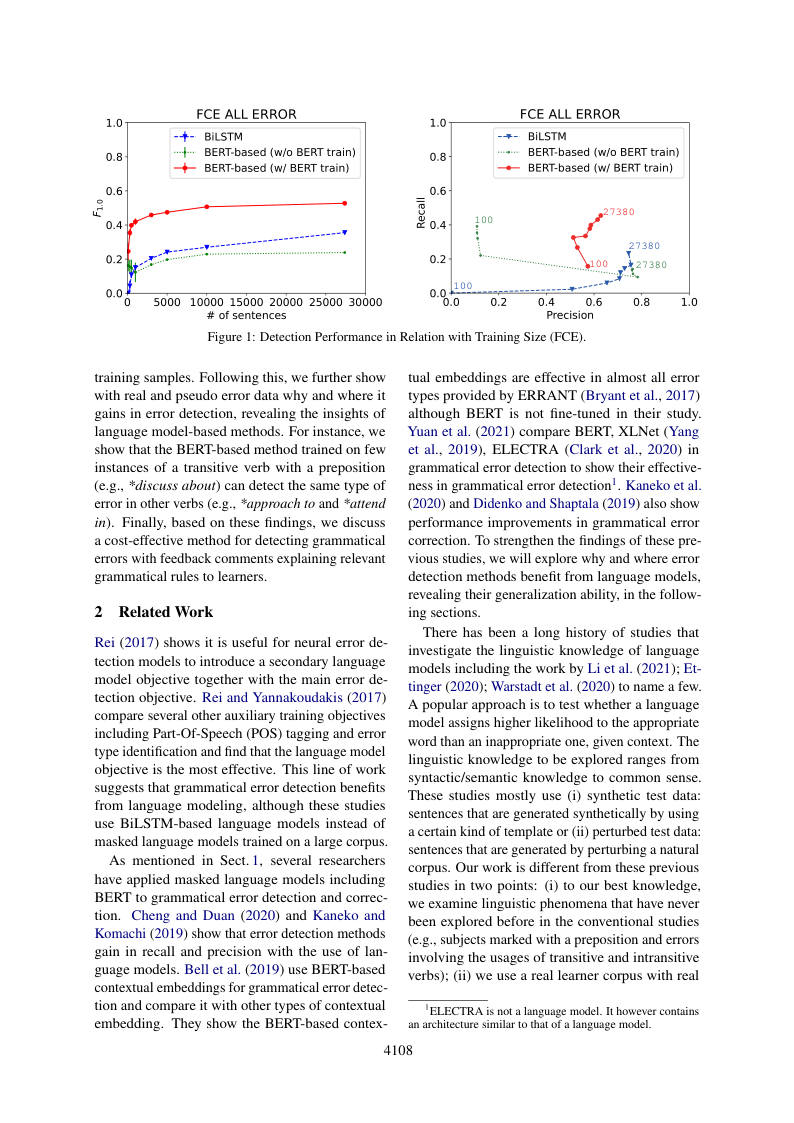 FCE ALL ERROR
1.0
0.8
0.6
0.4
0.2
0.0
F1.0
BiLSTM
BERT-based (w/o BERT train)
BERT-based (w/ BERT train)
0 5000 10000 15000 20000 25000 30000
# of sentences
FCE ALL ERROR
1.0
0.8
0.6
0.4
0.2
0.0
Recall
BiLSTM
BERT-based (w/o BERT train)
BERT-based (w/ BERT train)
27380
100
27380
100
27380
100
0.0 0.2 0.4 0.6 0.8 1.0
Precision
Figure 1: Detection Performance in Relation with Training Size (FCE).
training samples. Following this, we further show
with real and pseudo error data why and where it
gains in error detection, revealing the insights of
language model-based methods. For instance, we
show that the BERT-based method trained on few
instances of a transitive verb with a preposition
(e.g., *discuss about) can detect the same type of
error in other verbs (e.g., *approach to and *attend
in). Finally, based on these findings, we discuss
a cost-effective method for detecting grammatical
errors with feedback comments explaining relevant
grammatical rules to learners.
2 Related Work
Rei (2017) shows it is useful for neural error de-
tection models to introduce a secondary language
model objective together with the main error de-
tection objective. Rei and Yannakoudakis (2017)
compare several other auxiliary training objectives
including Part-Of-Speech (POS) tagging and error
type identification and find that the language model
objective is the most effective. This line of work
suggests that grammatical error detection benefits
from language modeling, although these studies
use BiLSTM-based language models instead of
masked language models trained on a large corpus.
As mentioned in Sect. 1, several researchers
have applied masked language models including
BERT to grammatical error detection and correc-
tion. Cheng and Duan (2020) and Kaneko and
Komachi (2019) show that error detection methods
gain in recall and precision with the use of lan-
guage models. Bell et al. (2019) use BERT-based
contextual embeddings for grammatical error detec-
tion and compare it with other types of contextual
embedding. They show the BERT-based contex-
tual embeddings are effective in almost all error
types provided by ERRANT (Bryant et al., 2017)
although BERT is not fine-tuned in their study.
Yuan et al. (2021) compare BERT, XLNet (Yang
et al., 2019), ELECTRA (Clark et al., 2020) in
grammatical error detection to show their effective-
ness in grammatical error detection1. Kaneko et al.
(2020) and Didenko and Shaptala (2019) also show
performance improvements in grammatical error
correction. To strengthen the findings of these pre-
vious studies, we will explore why and where error
detection methods benefit from language models,
revealing their generalization ability, in the follow-
ing sections.
There has been a long history of studies that
investigate the linguistic knowledge of language
models including the work by Li et al. (2021); Et-
tinger (2020); Warstadt et al. (2020) to name a few.
A popular approach is to test whether a language
model assigns higher likelihood to the appropriate
word than an inappropriate one, given context. The
linguistic knowledge to be explored ranges from
syntactic/semantic knowledge to common sense.
These studies mostly use (i) synthetic test data:
sentences that are generated synthetically by using
a certain kind of template or (ii) perturbed test data:
sentences that are generated by perturbing a natural
corpus. Our work is different from these previous
studies in two points: (i) to our best knowledge,
we examine linguistic phenomena that have never
been explored before in the conventional studies
(e.g., subjects marked with a preposition and errors
involving the usages of transitive and intransitive
verbs); (ii) we use a real learner corpus with real
1ELECTRA is not a language model. It however contains
an architecture similar to that of a language model.
4108